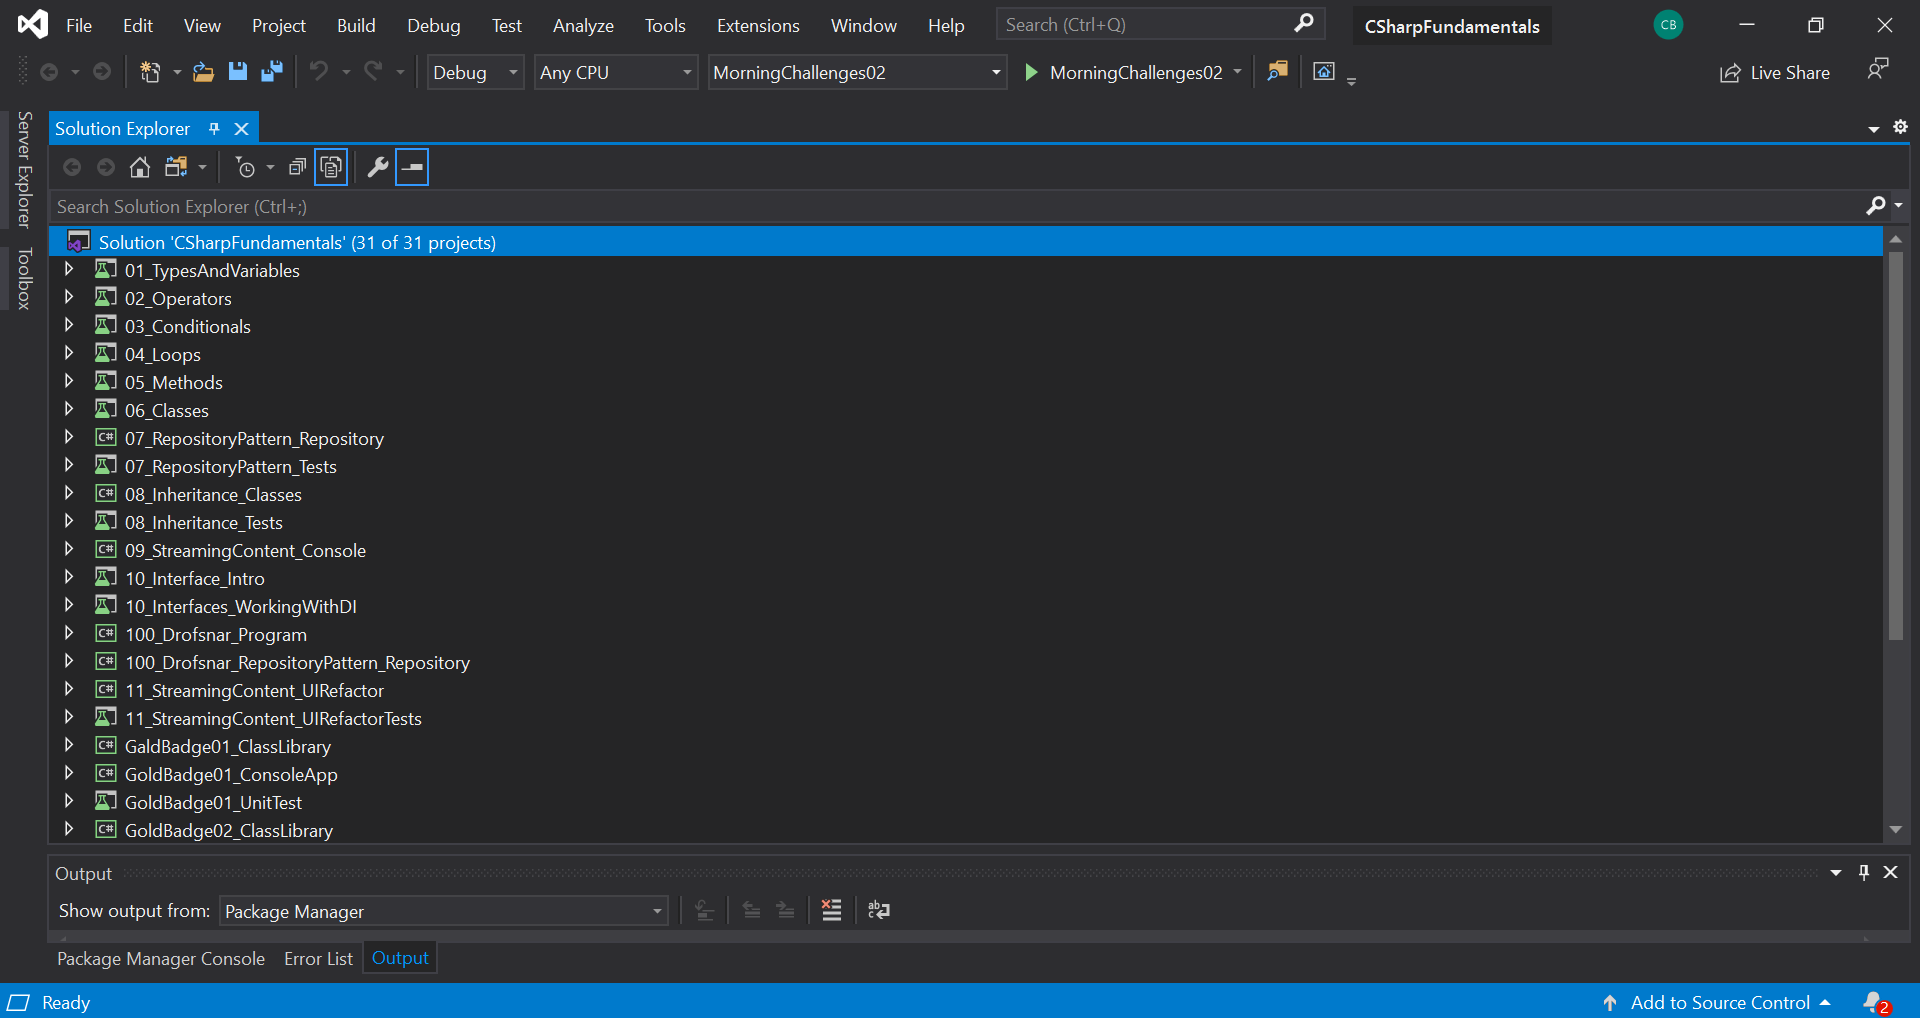 File Edit View Project Build Debug Test Analyze Tools Extensions Window Help Search (Ctrl+Q) CSharpFundamentals CB
Debug Any CPU MorningChallenges02 MorningChallenges02 Live Share
Server Explorer
Toolbox
Solution Explorer
Search Solution Explorer (Ctrl+;)
Solution 'CSharpFundamentals' (31 of 31 projects)
01_TypesAndVariables
02_Operators
03_Conditionals
04_Loops
05_Methods
06_Classes
C# 07_RepositoryPattern_Repository
07_RepositoryPattern_Tests
C# 08_Inheritance_Classes
08_Inheritance_Tests
C# 09_StreamingContent_Console
10_Interface_Intro
10_Interfaces_WorkingWithDI
C# 100_Drofsnar_Program
C# 100_Drofsnar_RepositoryPattern_Repository
C# 11_StreamingContent_UIRefactor
11_StreamingContent_UIRefactorTests
C# GaldBadge01_ClassLibrary
C# GoldBadge01_ConsoleApp
GoldBadge01_UnitTest
C# GoldBadge02_ClassLibrary
Output
Show output from: Package Manager
Package Manager Console Error List Output
Ready Add to Source Control 2